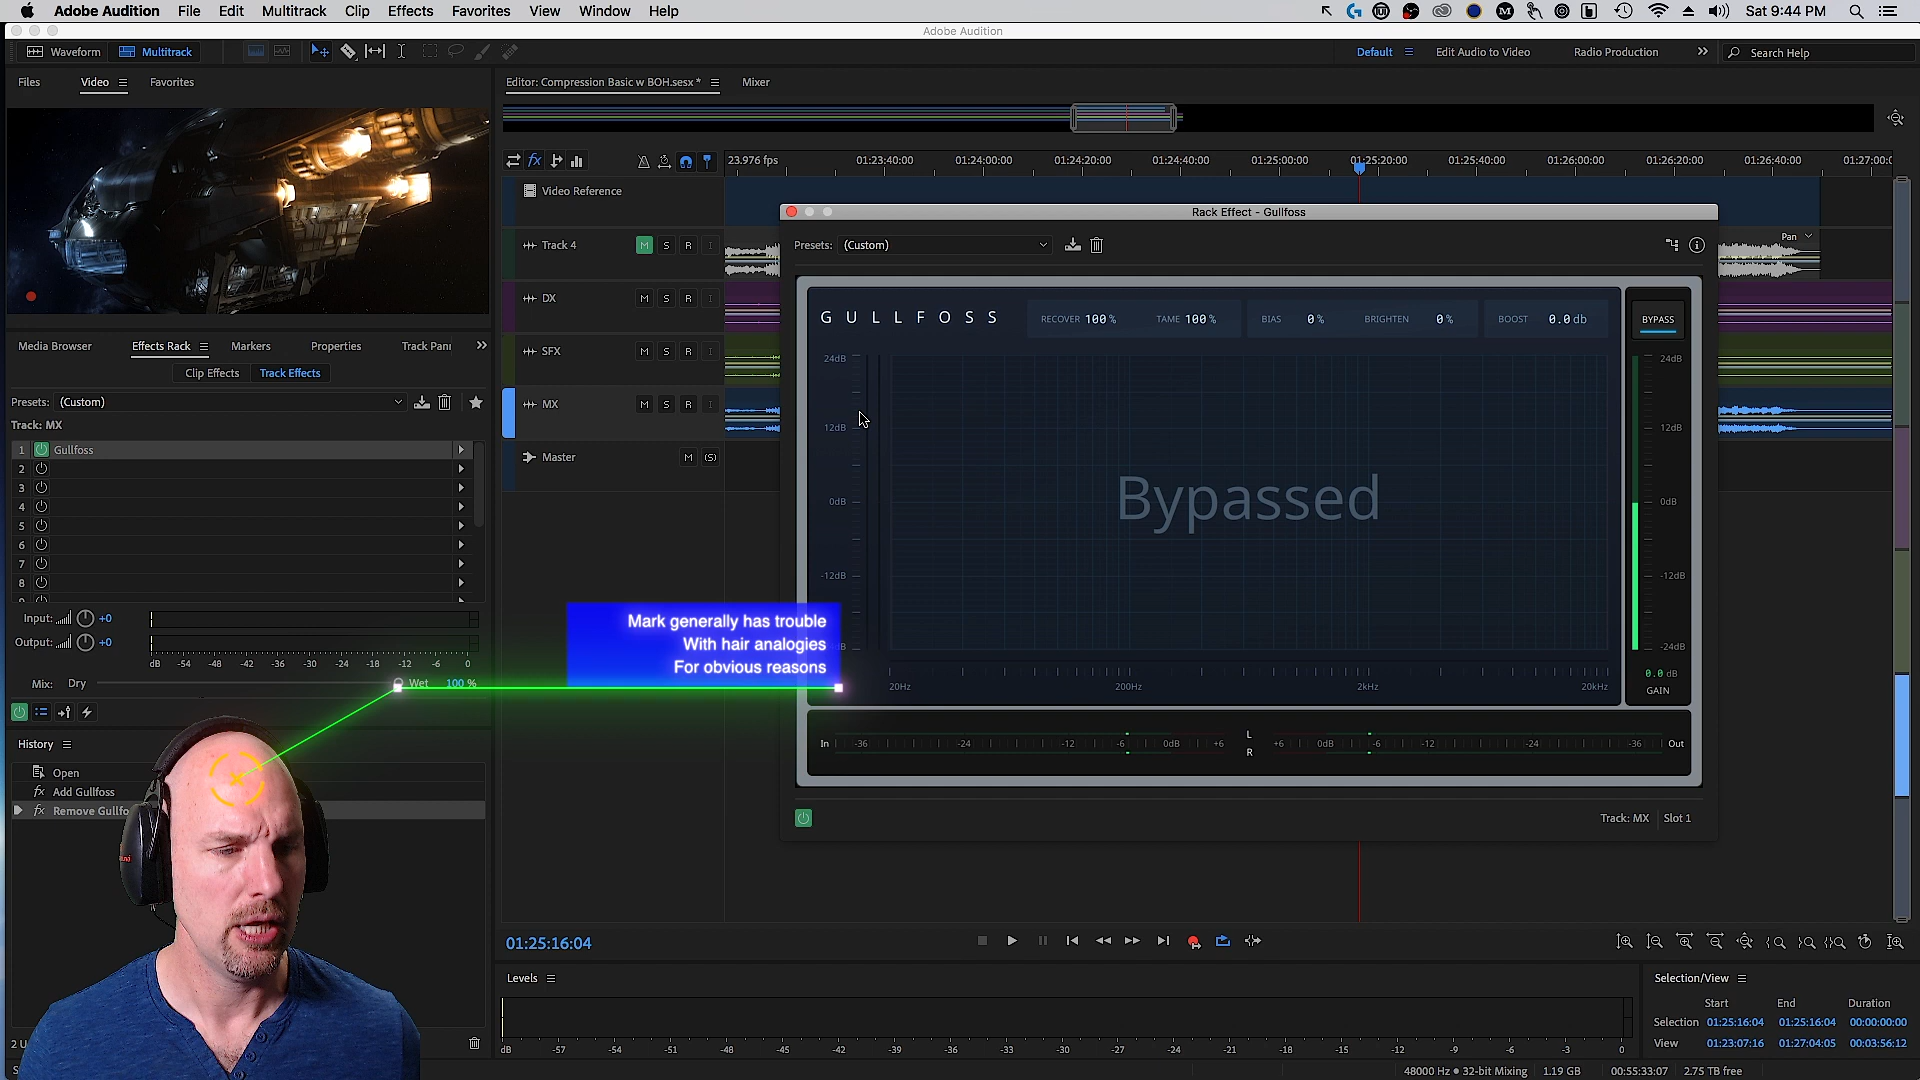 Adobe Audition File Edit Multitrack Clip Effects Favorites View Window Help
Sat 9:44 PM
Adobe Audition
Waveform Multitrack
Default Edit Audio to Video Radio Production Search Help
Files Video Favorites
Editor: Compression Basic w BOH.sesx * Mixer
23.976 fps 01:23:40:00 01:24:00:00 01:24:20:00 01:24:40:00 01:25:00:00 01:25:20:00 01:25:40:00 01:26:00:00 01:26:20:00 01:26:40:00 01:27:00:0
Video Reference
Rack Effect - Gullfoss
Track 4 M S R I
Presets: (Custom)
Pan
DX M S R I
GULLFOSS RECOVER 100% TAME 100% BIAS 0% BRIGHTEN 0% BOOST 0.0 db BYPASS
Media Browser Effects Rack Markers Properties Track Pan
SFX M S R I
24dB 24dB
Clip Effects Track Effects
Presets: (Custom)
MX M S R I
Track: MX
12dB 12dB
1 Gullfoss
Master M (S)
2
3
Bypassed
4
0dB 0dB
5
6
7
-12dB -12dB
8
Input: +0
Mark generally has trouble
Output: +0
With hair analogies
-24dB
dB -54 -48 -42 -36 -30 -24 -18 -12 -6 0
For obvious reasons
0.0 dB
Mix: Dry Wet 100 %
20Hz 200Hz 2kHz 20kHz
GAIN
History
In -36 -24 -12 -6 0dB +6 L +6 0dB -6 -12 -24 -36 Out
R
Open
Add Gullfoss
Remove Gullfo
Track: MX Slot 1
01:25:16:04
Levels
Selection/View
Start End Duration
Selection 01:25:16:04 01:25:16:04 00:00:00:00
2 U
View 01:23:07:16 01:27:04:05 00:03:56:12
dB -57 -54 -51 -48 -45 -42 -39 -36 -33 -30 -27 -24 -21 -18 -15 -12 -9 -6 -3 0
48000 Hz • 32-bit Mixing 1.19 GB 00:55:33:07 2.75 TB free